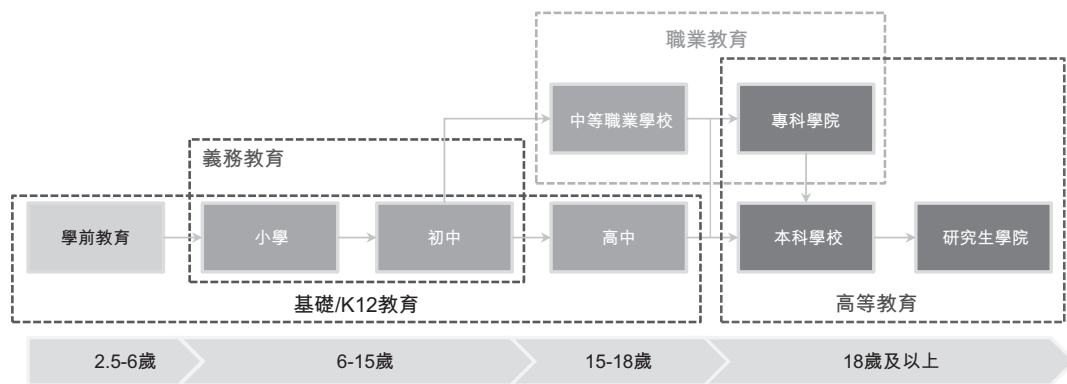 職業教育
中等職業學校
專科學院
義務教育
學前教育
小學
初中
高中
本科學校
研究生學院
基礎/K12教育
高等教育
2.5-6歲
6-15歲
15-18歲
18歲及以上